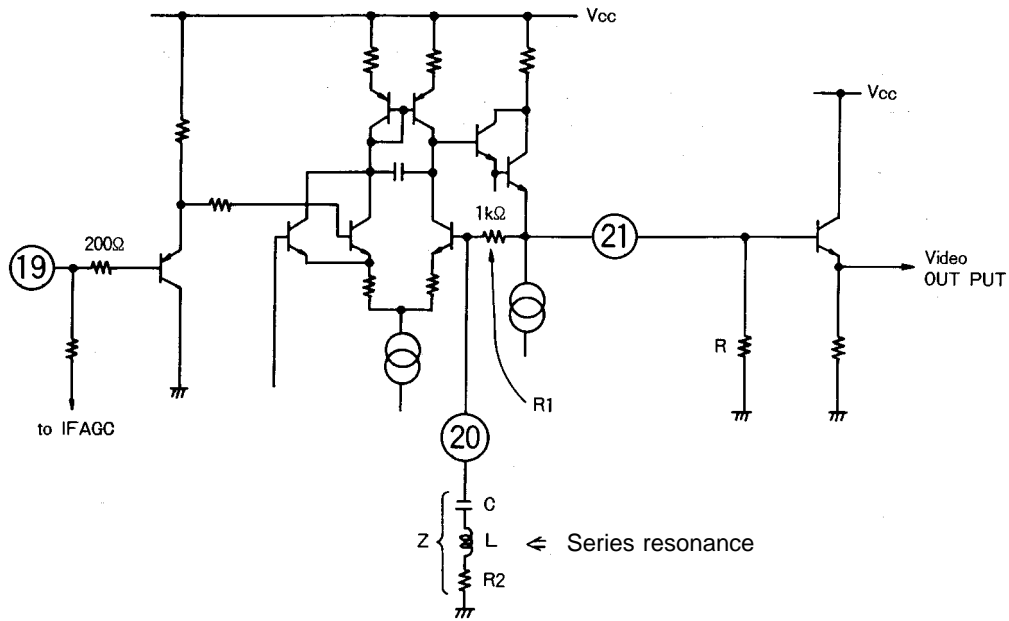 Vcc
Vcc
1kΩ
21
200Ω
19
Video
OUT PUT
R
R1
to IFAGC
20
C
Z
L
⋞ Series resonance
R2